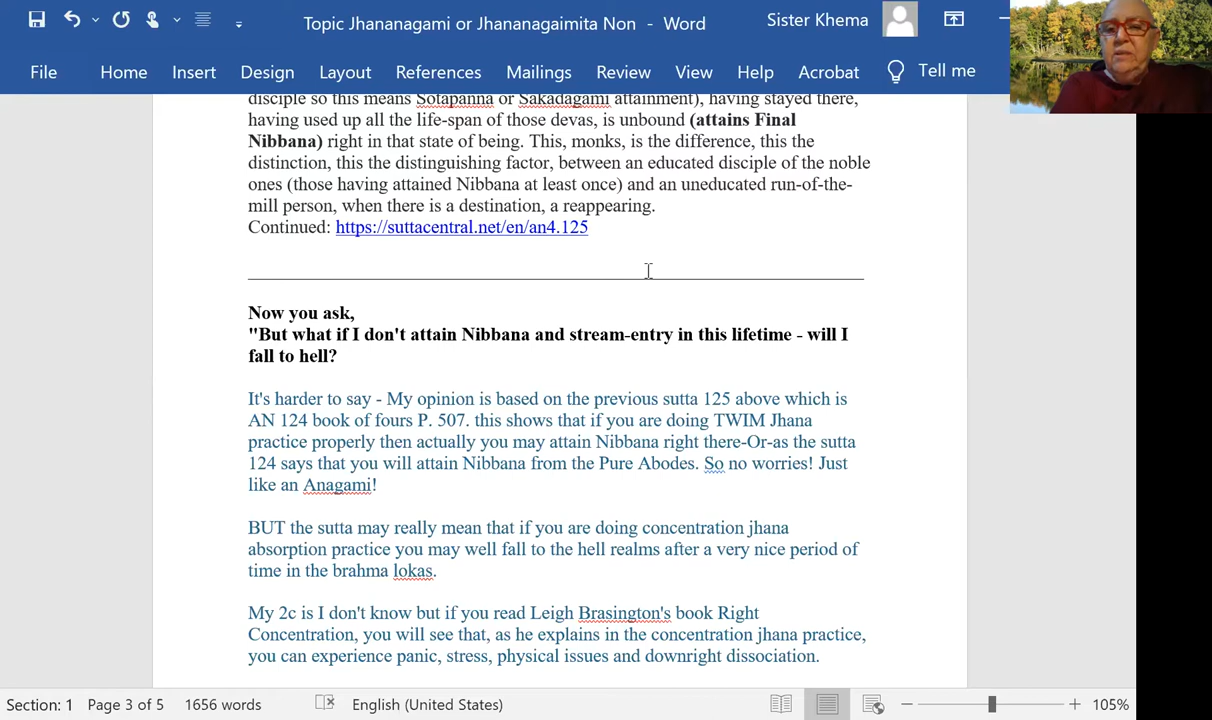 Topic Jhananagami or Jhananagaimita Non - Word
Sister Khema
File Home Insert Design Layout References Mailings Review View Help Acrobat Tell me
disciple so this means Sotapanna or Sakadagami attainment), having stayed there,
having used up all the life-span of those devas, is unbound (attains Final
Nibbana) right in that state of being. This, monks, is the difference, this the
distinction, this the distinguishing factor, between an educated disciple of the noble
ones (those having attained Nibbana at least once) and an uneducated run-of-the-
mill person, when there is a destination, a reappearing.
Continued: https://suttacentral.net/en/an4.125
Now you ask,
"But what if I don't attain Nibbana and stream-entry in this lifetime - will I
fall to hell?
It's harder to say - My opinion is based on the previous sutta 125 above which is
AN 124 book of fours P. 507. this shows that if you are doing TWIM Jhana
practice properly then actually you may attain Nibbana right there-Or-as the sutta
124 says that you will attain Nibbana from the Pure Abodes. So no worries! Just
like an Anagami!
BUT the sutta may really mean that if you are doing concentration jhana
absorption practice you may well fall to the hell realms after a very nice period of
time in the brahma lokas.
My 2c is I don't know but if you read Leigh Brasington's book Right
Concentration, you will see that, as he explains in the concentration jhana practice,
you can experience panic, stress, physical issues and downright dissociation.
Section: 1 Page 3 of 5 1656 words English (United States) 105%